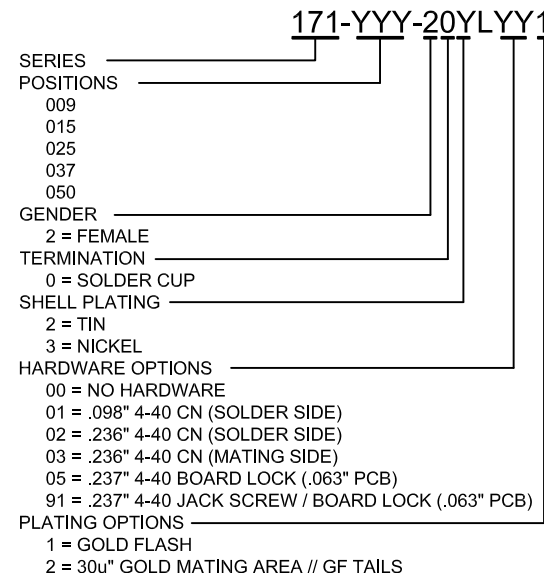 171-YYY-20YLYY1
SERIES
POSITIONS
009
015
025
037
050
GENDER
2 = FEMALE
TERMINATION
0 = SOLDER CUP
SHELL PLATING
2 = TIN
3 = NICKEL
HARDWARE OPTIONS
00 = NO HARDWARE
01 = .098" 4-40 CN (SOLDER SIDE)
02 = .236" 4-40 CN (SOLDER SIDE)
03 = .236" 4-40 CN (MATING SIDE)
05 = .237" 4-40 BOARD LOCK (.063" PCB)
91 = .237" 4-40 JACK SCREW / BOARD LOCK (.063" PCB)
PLATING OPTIONS
1 = GOLD FLASH
2 = 30u" GOLD MATING AREA // GF TAILS